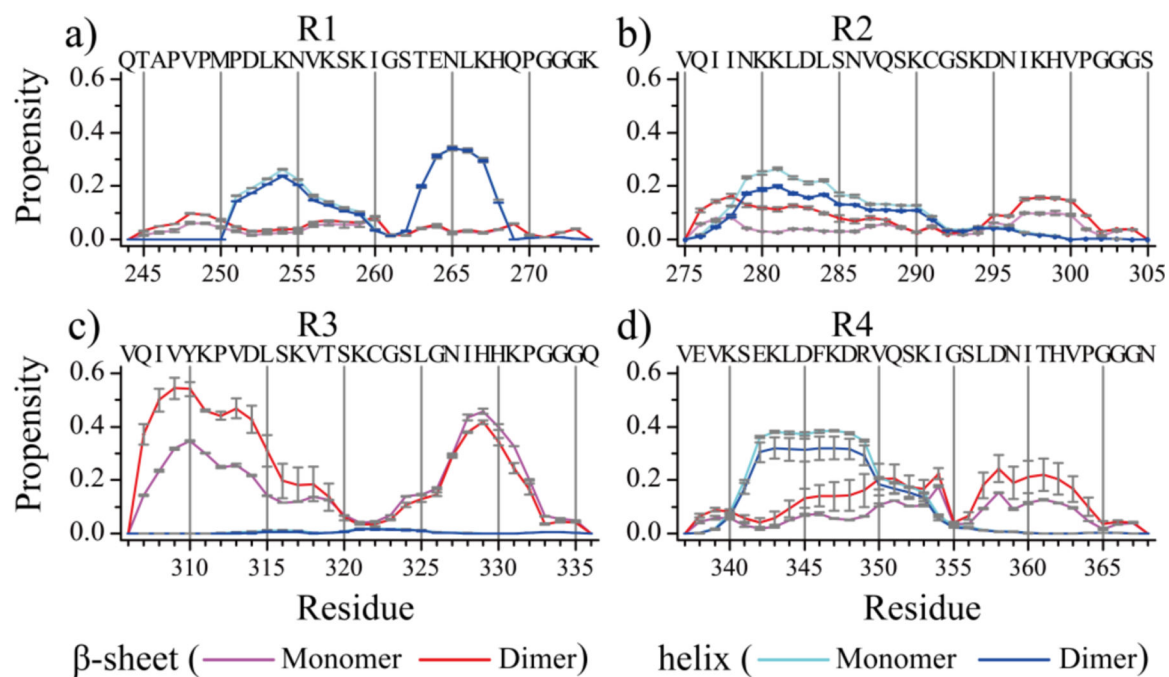 a) R1
QTAPVPMPDLKNVKSKIGSTENLKHQPGGGK
0.6
0.4
0.2
0.0
Propensity
245 250 255 260 265 270
b) R2
VQIINKKLDLSNVQSKCGSKDNIKHVPGGGS
0.6
0.4
0.2
0.0
275 280 285 290 295 300 305
c) R3
VQIVYKPVDLSKVTSKCGSLGNIHHKPGGGQ
0.6
0.4
0.2
0.0
Propensity
310 315 320 325 330 335
Residue
d) R4
VEVKSEKLDFKDRVQSKIGSLDNITHVPGGGN
0.6
0.4
0.2
0.0
340 345 350 355 360 365
Residue
β-sheet ( Monomer Dimer) helix ( Monomer Dimer)